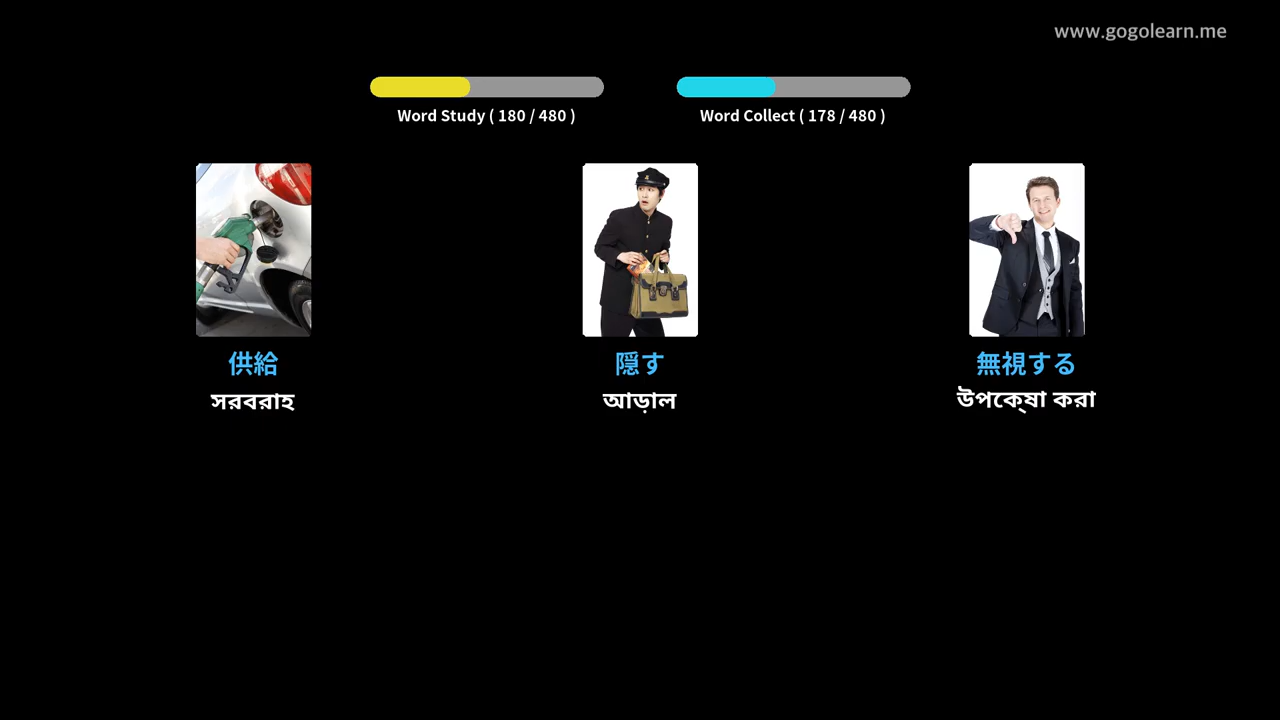 www.gogolearn.me
Word Study ( 180 / 480 )
Word Collect ( 178 / 480 )
供給
隠す
無視する
সরবরাহ
আড়াল
উপক্ষো করা